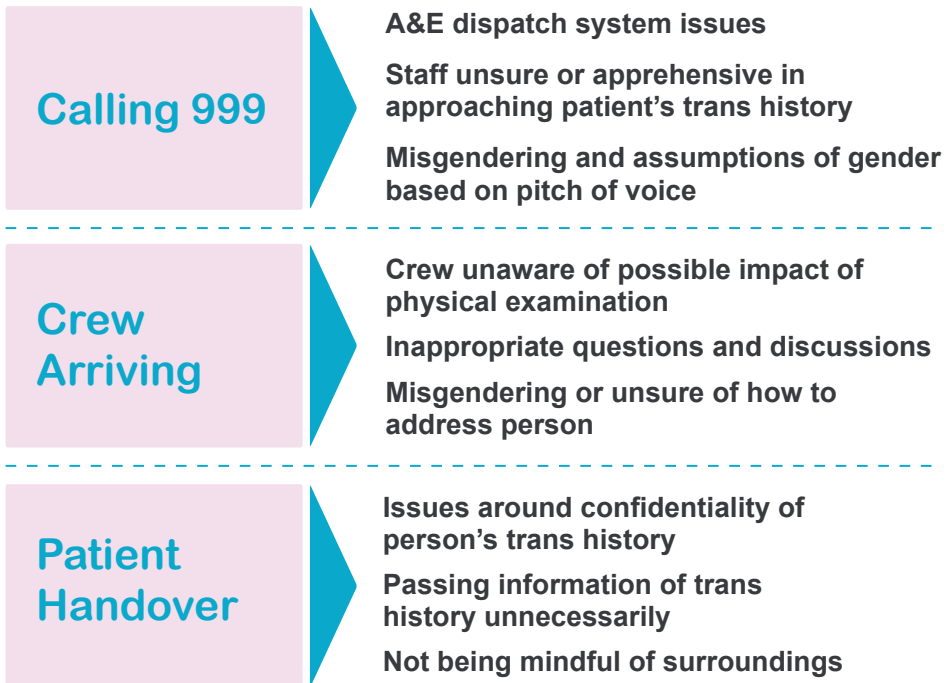 Calling 999
A&E dispatch system issues
Staff unsure or apprehensive in
approaching patient's trans history
Misgendering and assumptions of gender
based on pitch of voice
Crew
Arriving
Crew unaware of possible impact of
physical examination
Inappropriate questions and discussions
Misgendering or unsure of how to
address person
Patient
Handover
Issues around confidentiality of
person's trans history
Passing information of trans
history unnecessarily
Not being mindful of surroundings